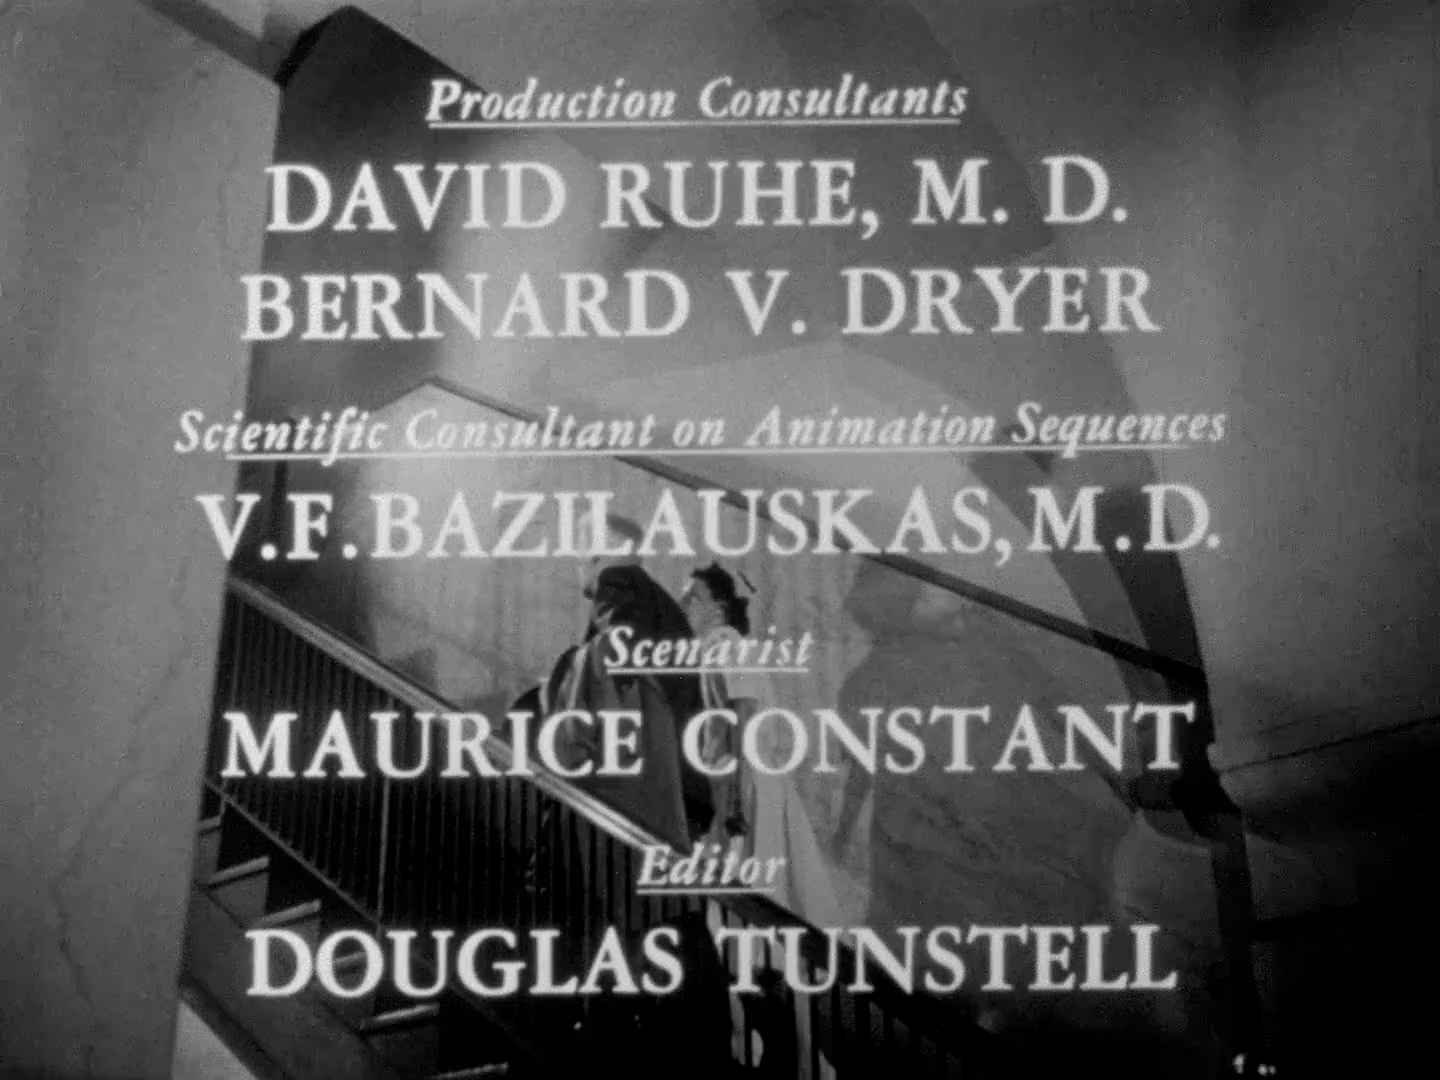 Production Consultants
DAVID RUHE, M. D.
BERNARD V. DRYER
Scientific Consultant on Animation Sequences
V.F. BAZILAUSKAS, M.D.
Scenarist
MAURICE CONSTANT
Editor
DOUGLAS TUNSTELL